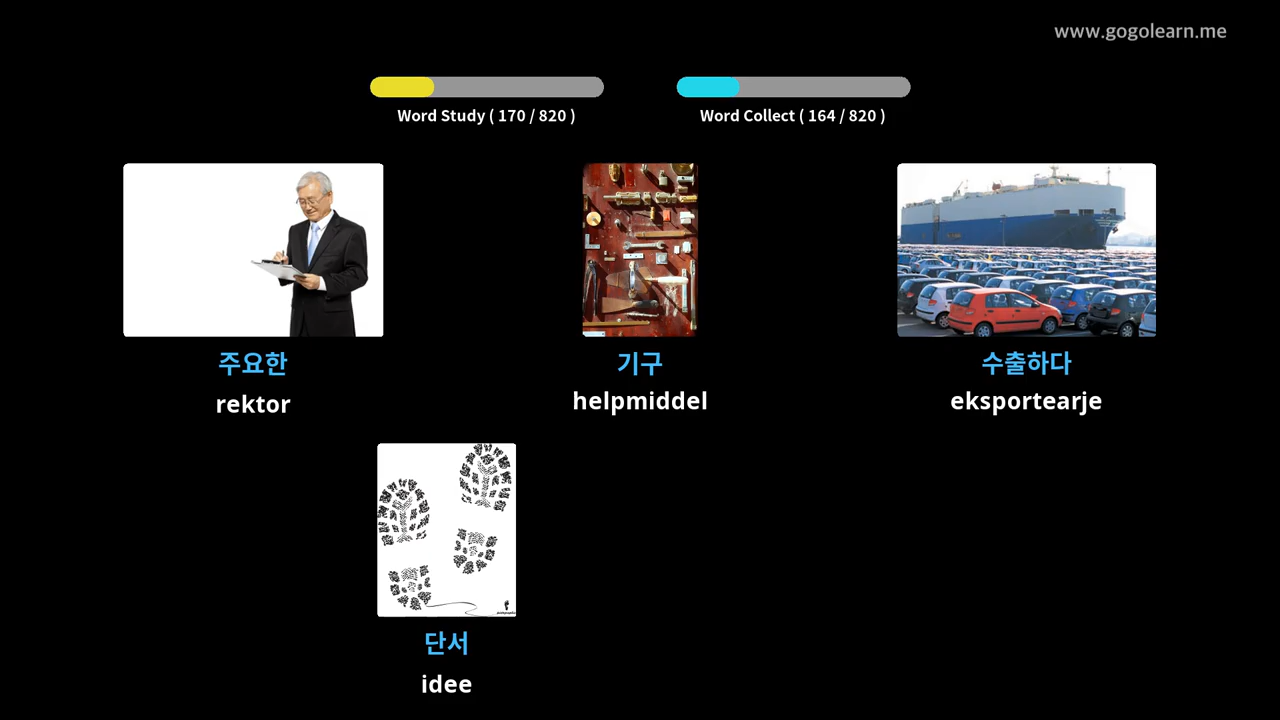 www.gogolearn.me
Word Study ( 170 / 820 )
Word Collect ( 164 / 820 )
주요한
rektor
기구
helpmiddel
수출하다
eksportearje
단서
idee